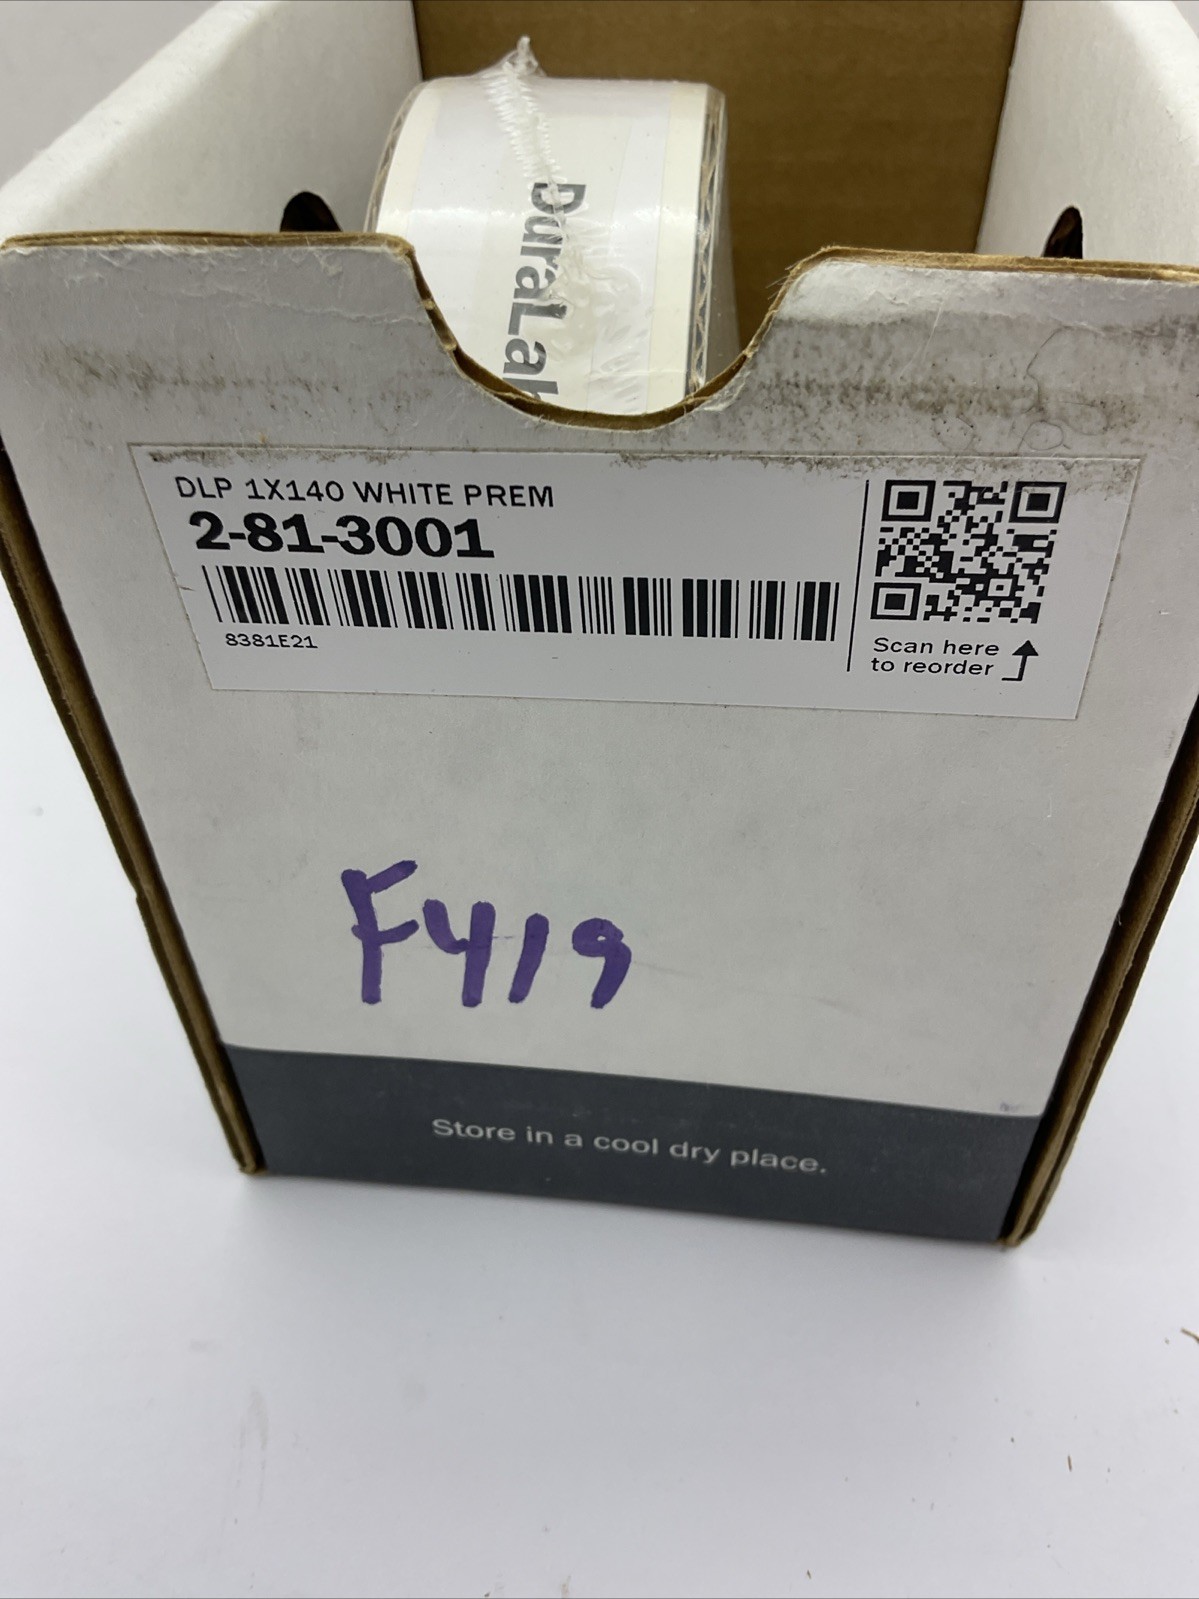 DuraLab
DLP 1X140 WHITE PREM
2-81-3001
8381E21
Scan here
to reorder
F419
Store in a cool dry place.